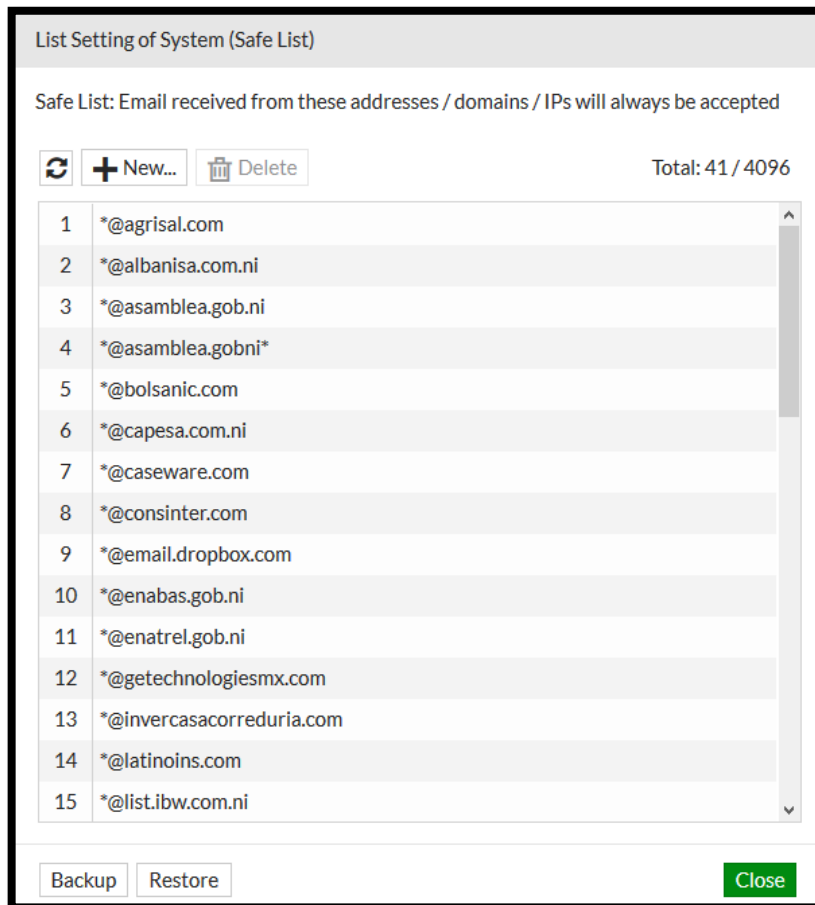 List Setting of System (Safe List)
Safe List: Email received from these addresses / domains / IPs will always be accepted
New... Delete Total: 41 / 4096
1 *@agrisal.com
2 *@albanisa.com.ni
3 *@asamblea.gob.ni
4 *@asamblea.gobni*
5 *@bolsanic.com
6 *@capesa.com.ni
7 *@caseware.com
8 *@consinter.com
9 *@email.dropbox.com
10 *@enabas.gob.ni
11 *@enatrel.gob.ni
12 *@getechnologiesmx.com
13 *@invercasacorreduria.com
14 *@latinoins.com
15 *@list.ibw.com.ni
Backup Restore Close